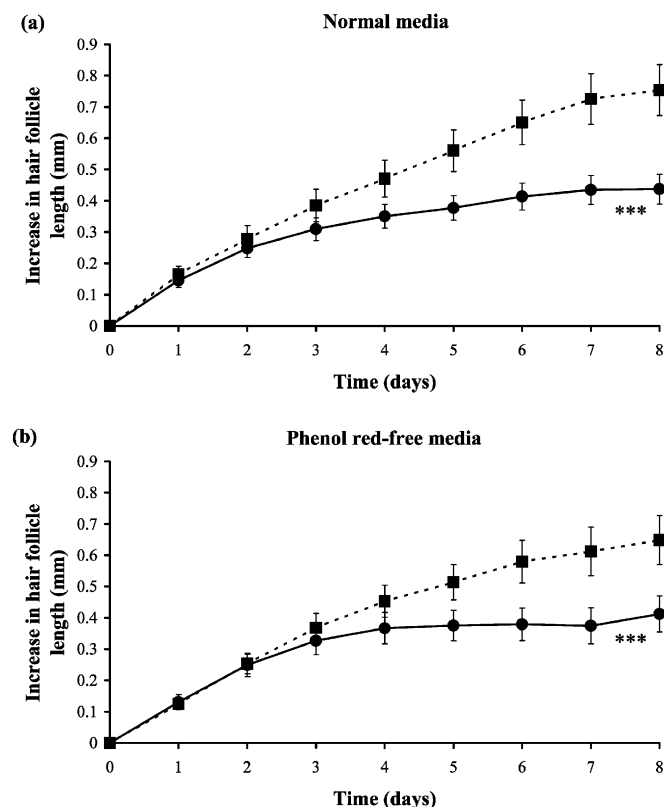 (a)
Normal media
Increase in hair follicle
length (mm)
0.9
0.8
0.7
0.6
0.5
0.4
0.3
0.2
0.1
0
***
0 1 2 3 4 5 6 7 8
Time (days)
(b)
Phenol red-free media
Increase in hair follicle
length (mm)
0.9
0.8
0.7
0.6
0.5
0.4
0.3
0.2
0.1
0
***
0 1 2 3 4 5 6 7 8
Time (days)